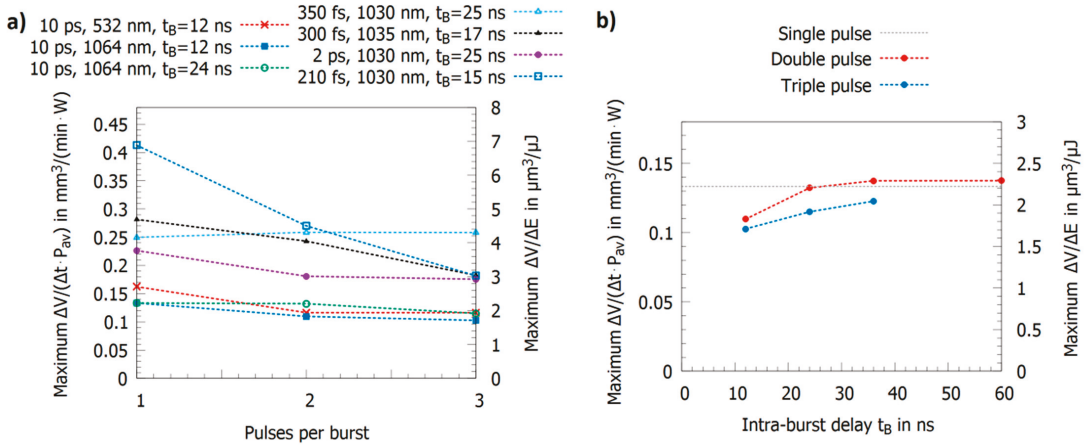 a)
10 ps, 532 nm, t_B=12 ns
10 ps, 1064 nm, t_B=12 ns
10 ps, 1064 nm, t_B=24 ns
350 fs, 1030 nm, t_B=25 ns
300 fs, 1035 nm, t_B=17 ns
2 ps, 1030 nm, t_B=25 ns
210 fs, 1030 nm, t_B=15 ns
Maximum ΔV/(Δt· P_av) in mm³/(min· W)
0.45
0.4
0.35
0.3
0.25
0.2
0.15
0.1
0.05
0
8
7
6
5
4
3
2
1
0
Maximum ΔV/ΔE in µm³/µJ
1
2
3
Pulses per burst
b)
Single pulse
Double pulse
Triple pulse
Maximum ΔV/(Δt· P_av) in mm³/(min· W)
0.15
0.1
0.05
0
3
2.5
2
1.5
1
0.5
0
Maximum ΔV/ΔE in µm³/µJ
0 10 20 30 40 50 60
Intra-burst delay t_B in ns